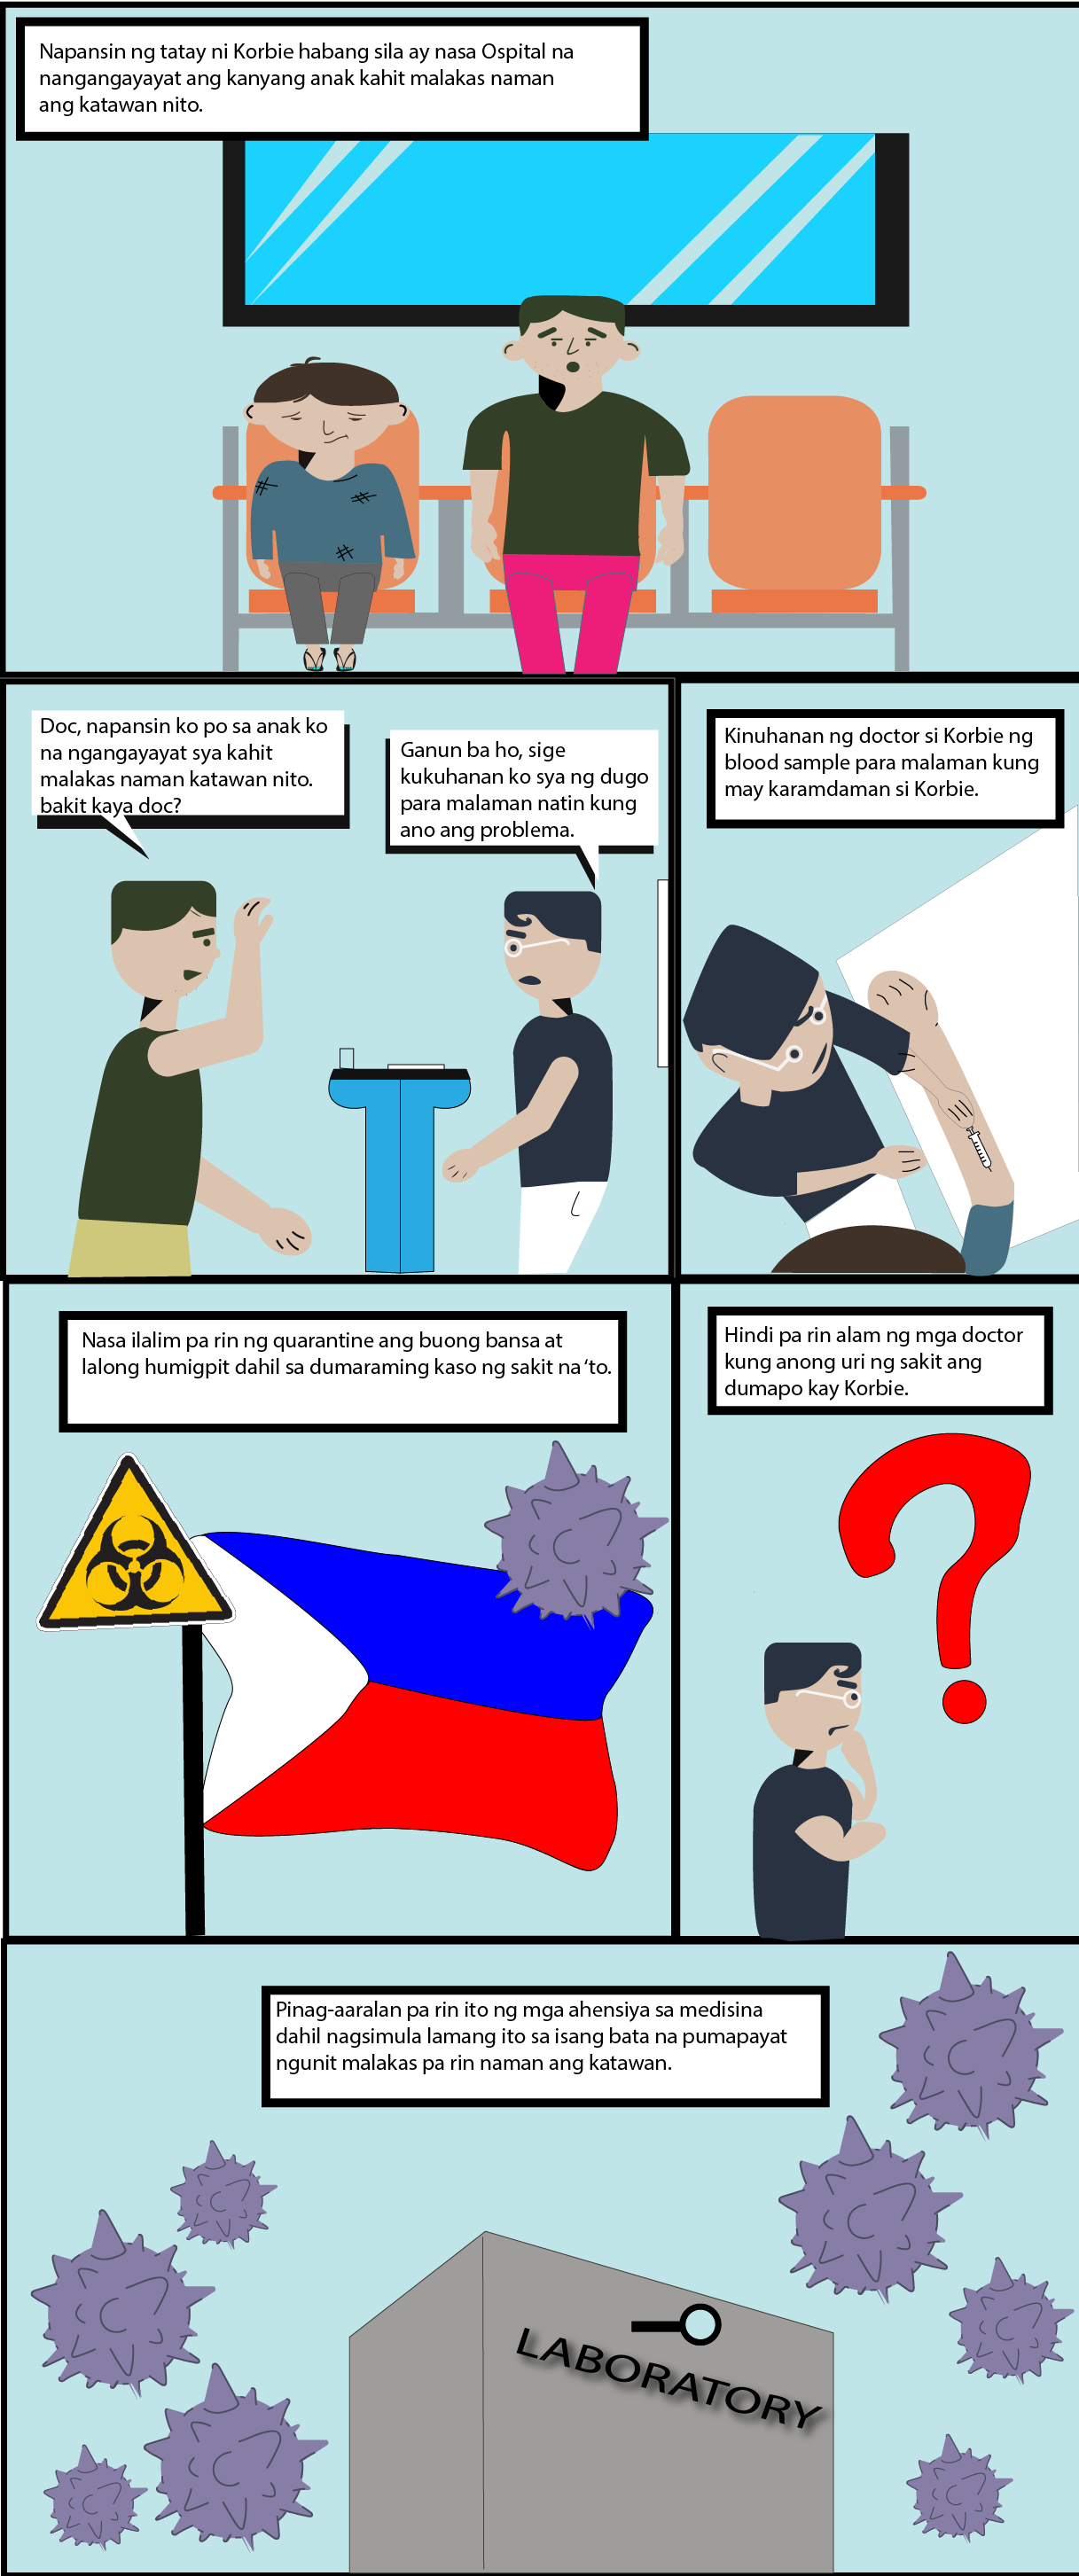 Napansin ng tatay ni Korbie habang sila ay nasa Ospital na
nangangayayat ang kanyang anak kahit malakas naman
ang katawan nito.
Doc, napansin ko po sa anak ko
na ngangayayat sya kahit
malakas naman katawan nito.
bakit kaya doc?
Ganun ba ho, sige
kukuhanan ko sya ng dugo
para malaman natin kung
ano ang problema.
Kinuhanan ng doctor si Korbie ng
blood sample para malaman kung
may karamdaman si Korbie.
Nasa ilalim pa rin ng quarantine ang buong bansa at
lalong humigpit dahil sa dumaraming kaso ng sakit na ‘to.
Hindi pa rin alam ng mga doctor
kung anong uri ng sakit ang
dumapo kay Korbie.
Pinag-aaralan pa rin ito ng mga ahensiya sa medisina
dahil nagsimula lamang ito sa isang bata na pumapayat
ngunit malakas pa rin naman ang katawan.
LABORATORY